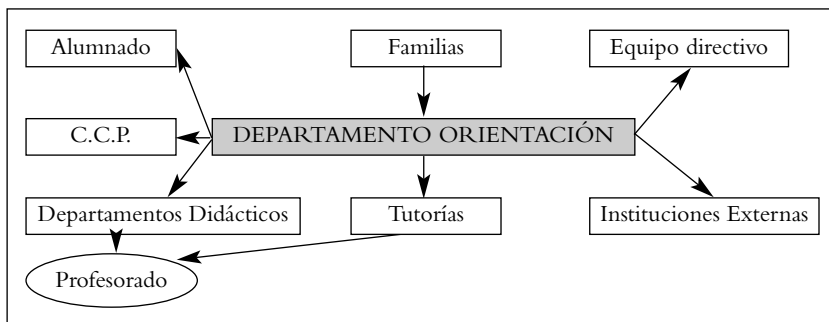 Alumnado
Familias
Equipo directivo
C.C.P.
DEPARTAMENTO ORIENTACIÓN
Departamentos Didácticos
Tutorías
Instituciones Externas
Profesorado